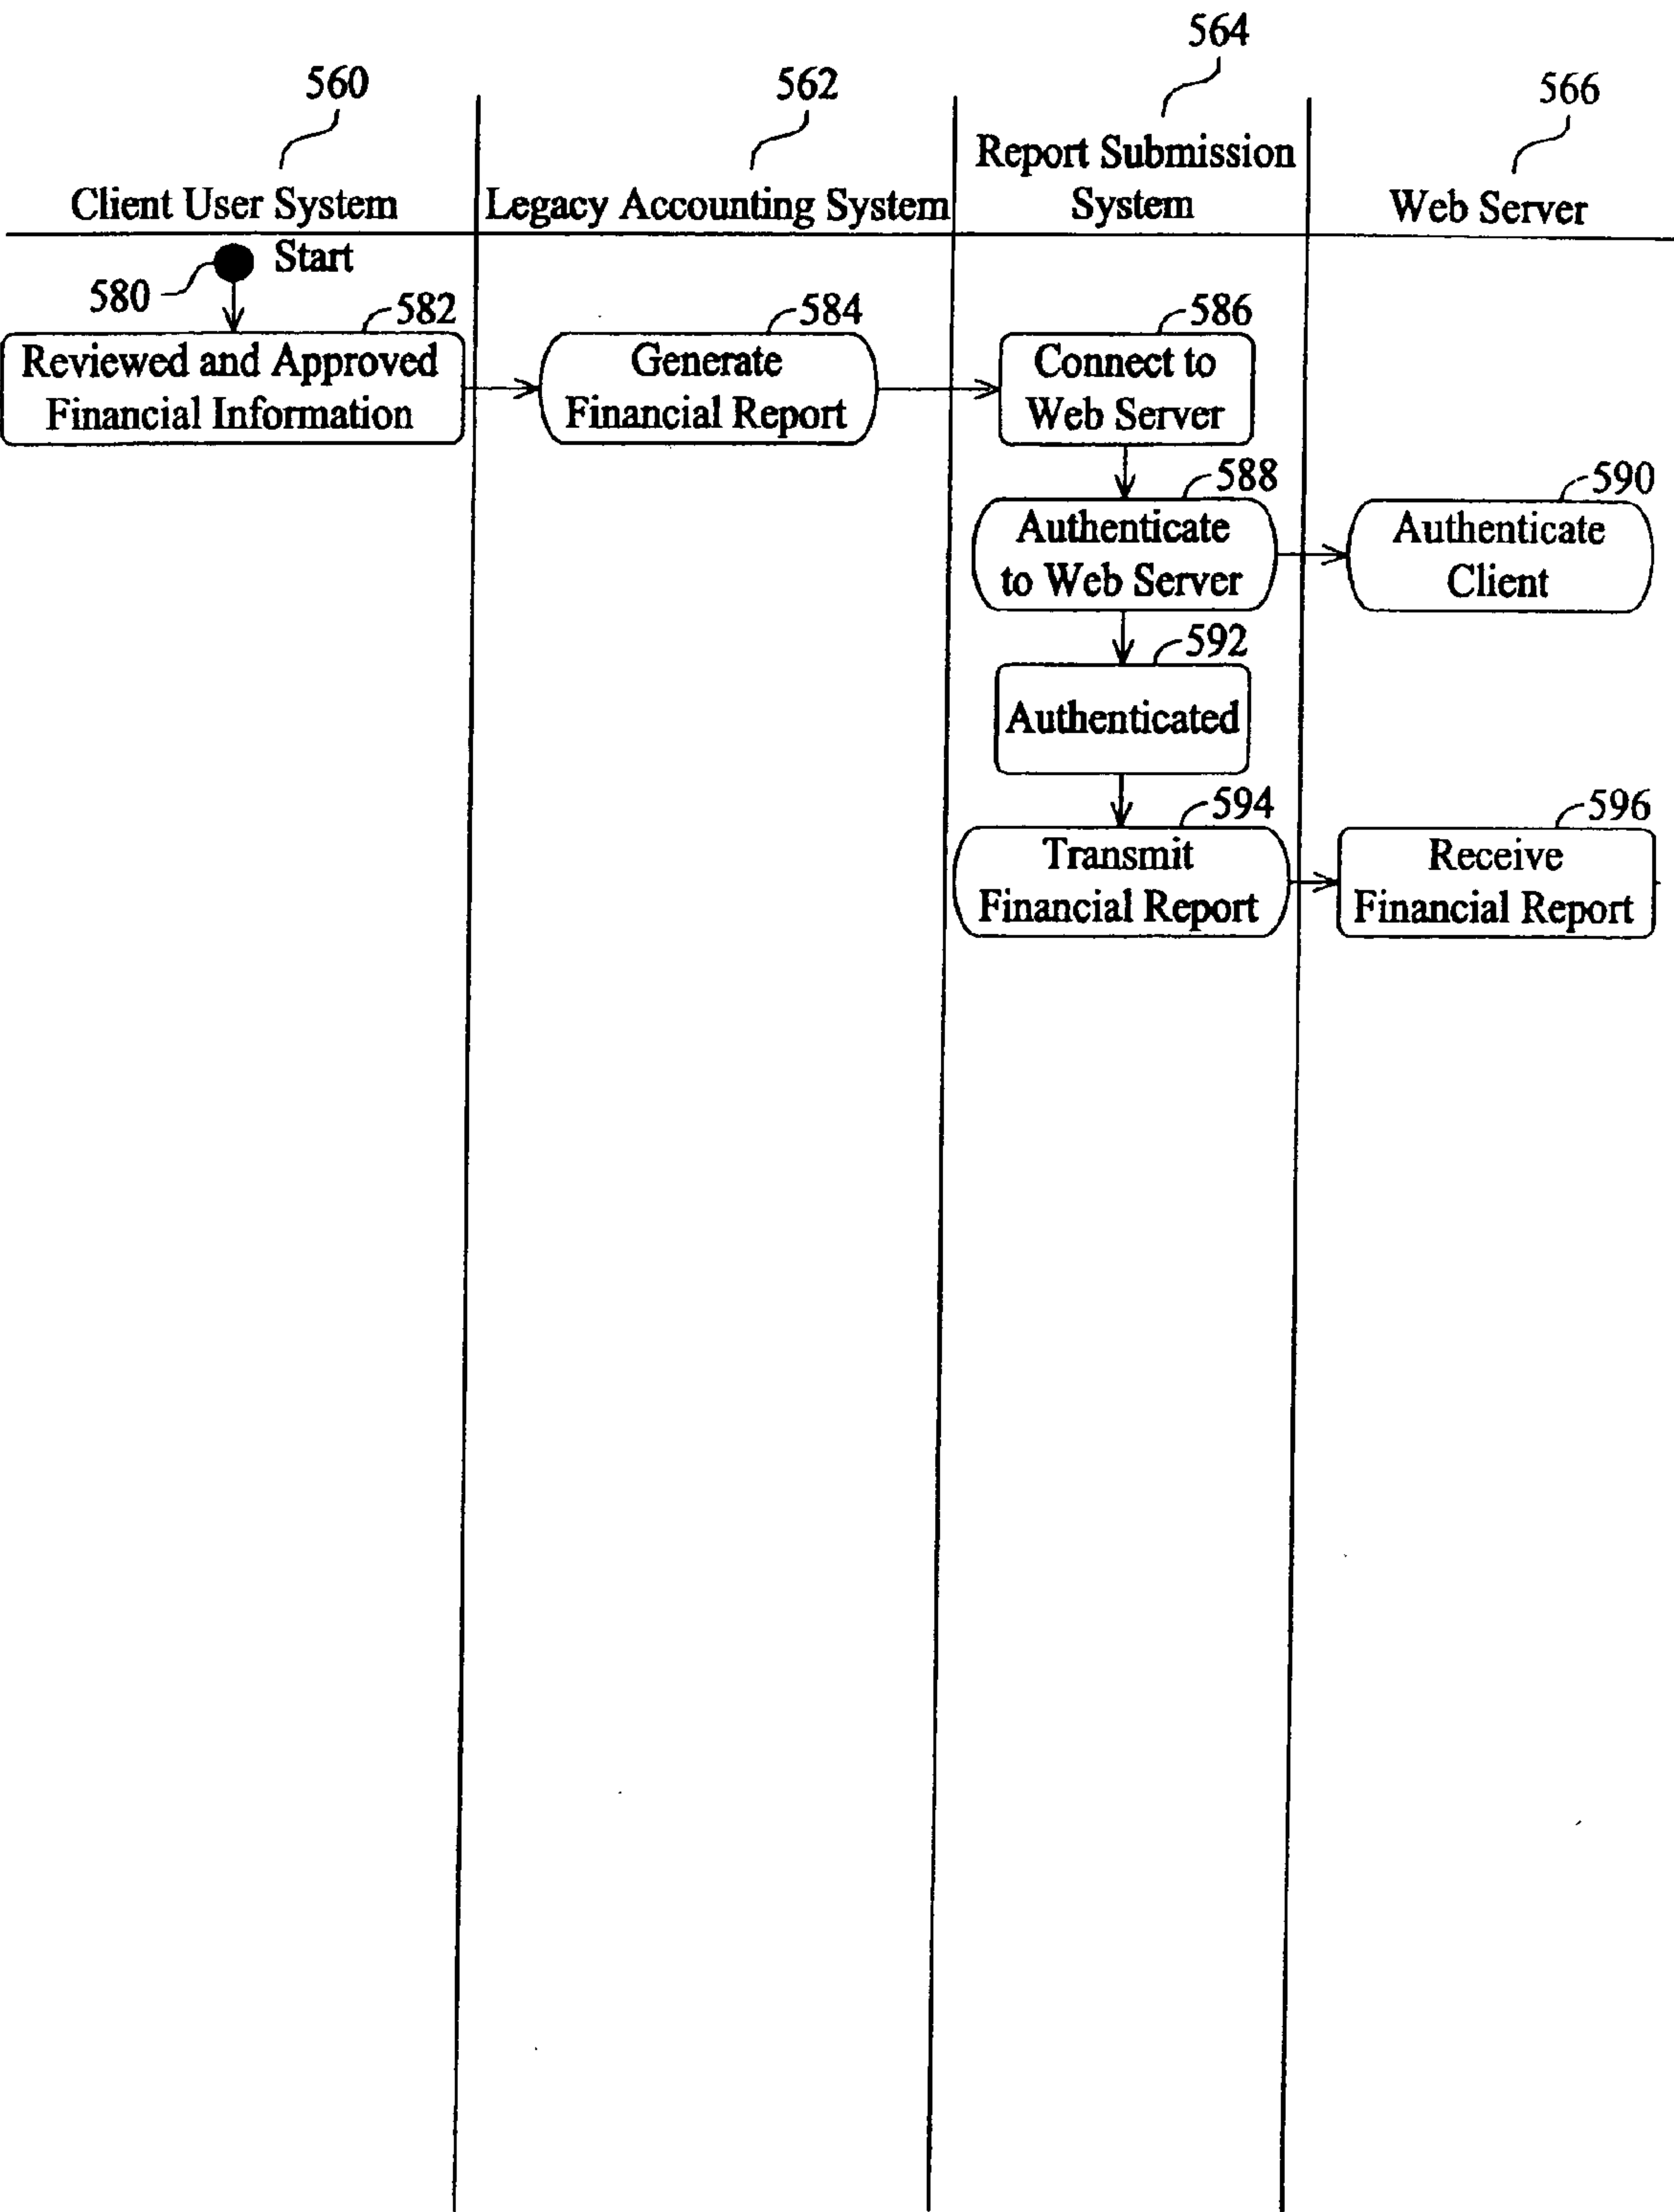 564
560
562
566
Report Submission
System
Client User System
Legacy Accounting System
Web Server
Start
580
582
584
586
Reviewed and Approved
Financial Information
Generate
Financial Report
Connect to
Web Server
588
590
Authenticate
to Web Server
Authenticate
Client
592
Authenticated
594
596
Transmit
Financial Report
Receive
Financial Report